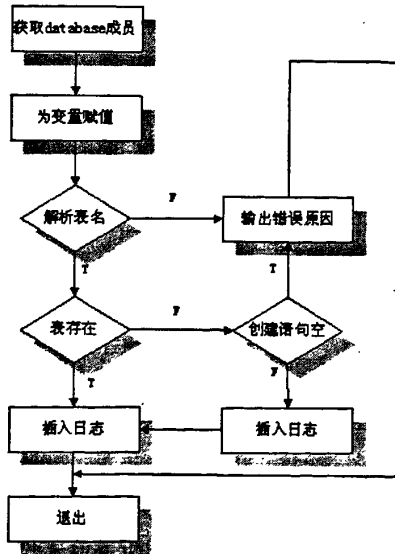 获取database成员
为变量赋值
解析表名
F
输出错误原因
T
T
表存在
F
创建语句空
T
F
插入日志
插入日志
退出